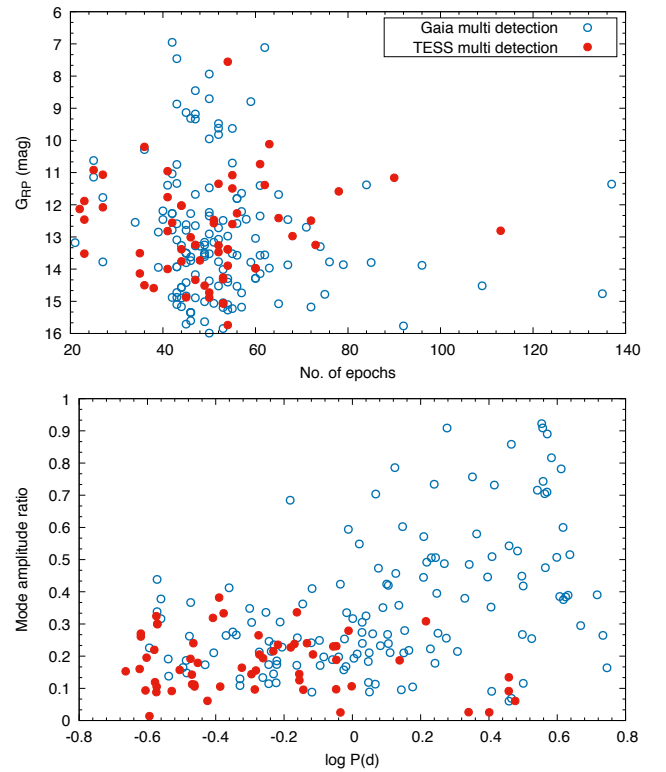 6
7
8
9
10
11
12
13
14
15
16
G_RP (mag)
Gaia multi detection
TESS multi detection
20 40 60 80 100 120 140
No. of epochs
1
0.9
0.8
0.7
0.6
0.5
0.4
0.3
0.2
0.1
0
Mode amplitude ratio
-0.8 -0.6 -0.4 -0.2 0.0 0.2 0.4 0.6 0.8
log P(d)